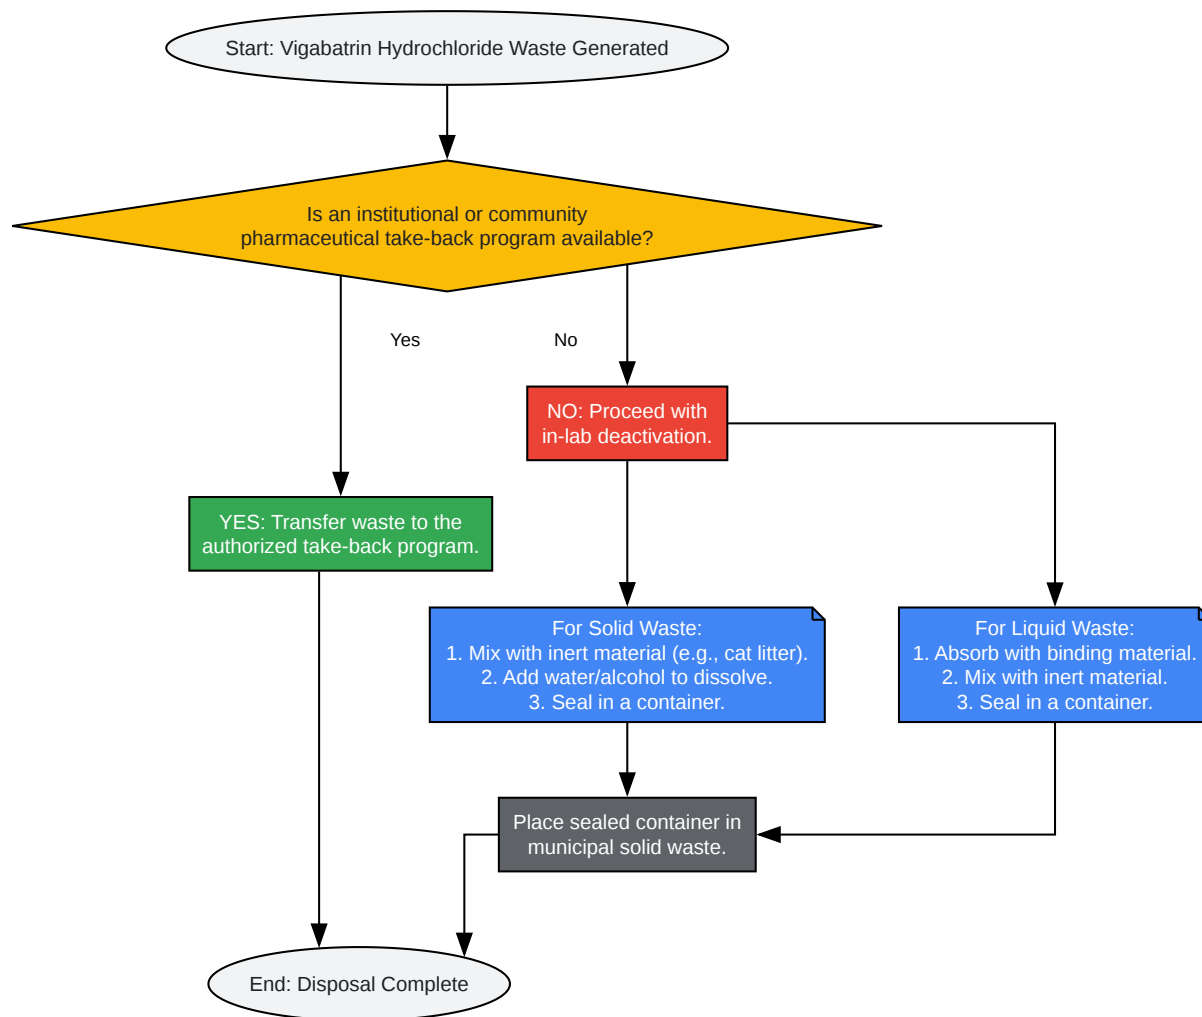 Start: Vigabatrin Hydrochloride Waste Generated
Is an institutional or community
pharmaceutical take-back program available?
Yes
No
NO: Proceed with
in-lab deactivation.
YES: Transfer waste to the
authorized take-back program.
For Solid Waste:
1. Mix with inert material (e.g., cat litter).
2. Add water/alcohol to dissolve.
3. Seal in a container.
For Liquid Waste:
1. Absorb with binding material.
2. Mix with inert material.
3. Seal in a container.
Place sealed container in
municipal solid waste.
End: Disposal Complete